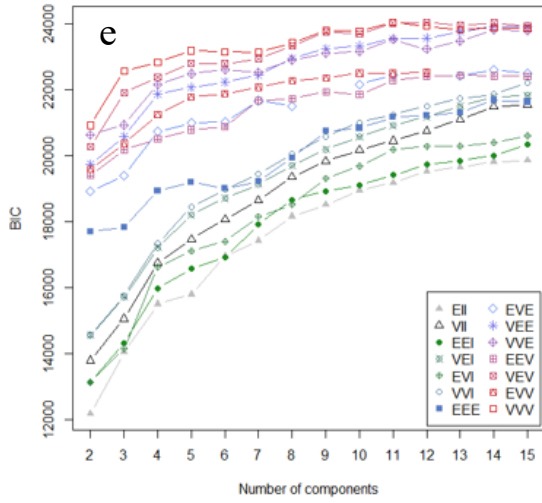 e
BIC
24000
22000
20000
18000
16000
14000
12000
2 3 4 5 6 7 8 9 10 11 12 13 14 15
Number of components
EII EVE
VII VEE
EEI VVE
VEI EEV
EVI VEV
VVI EVV
EEE VVV